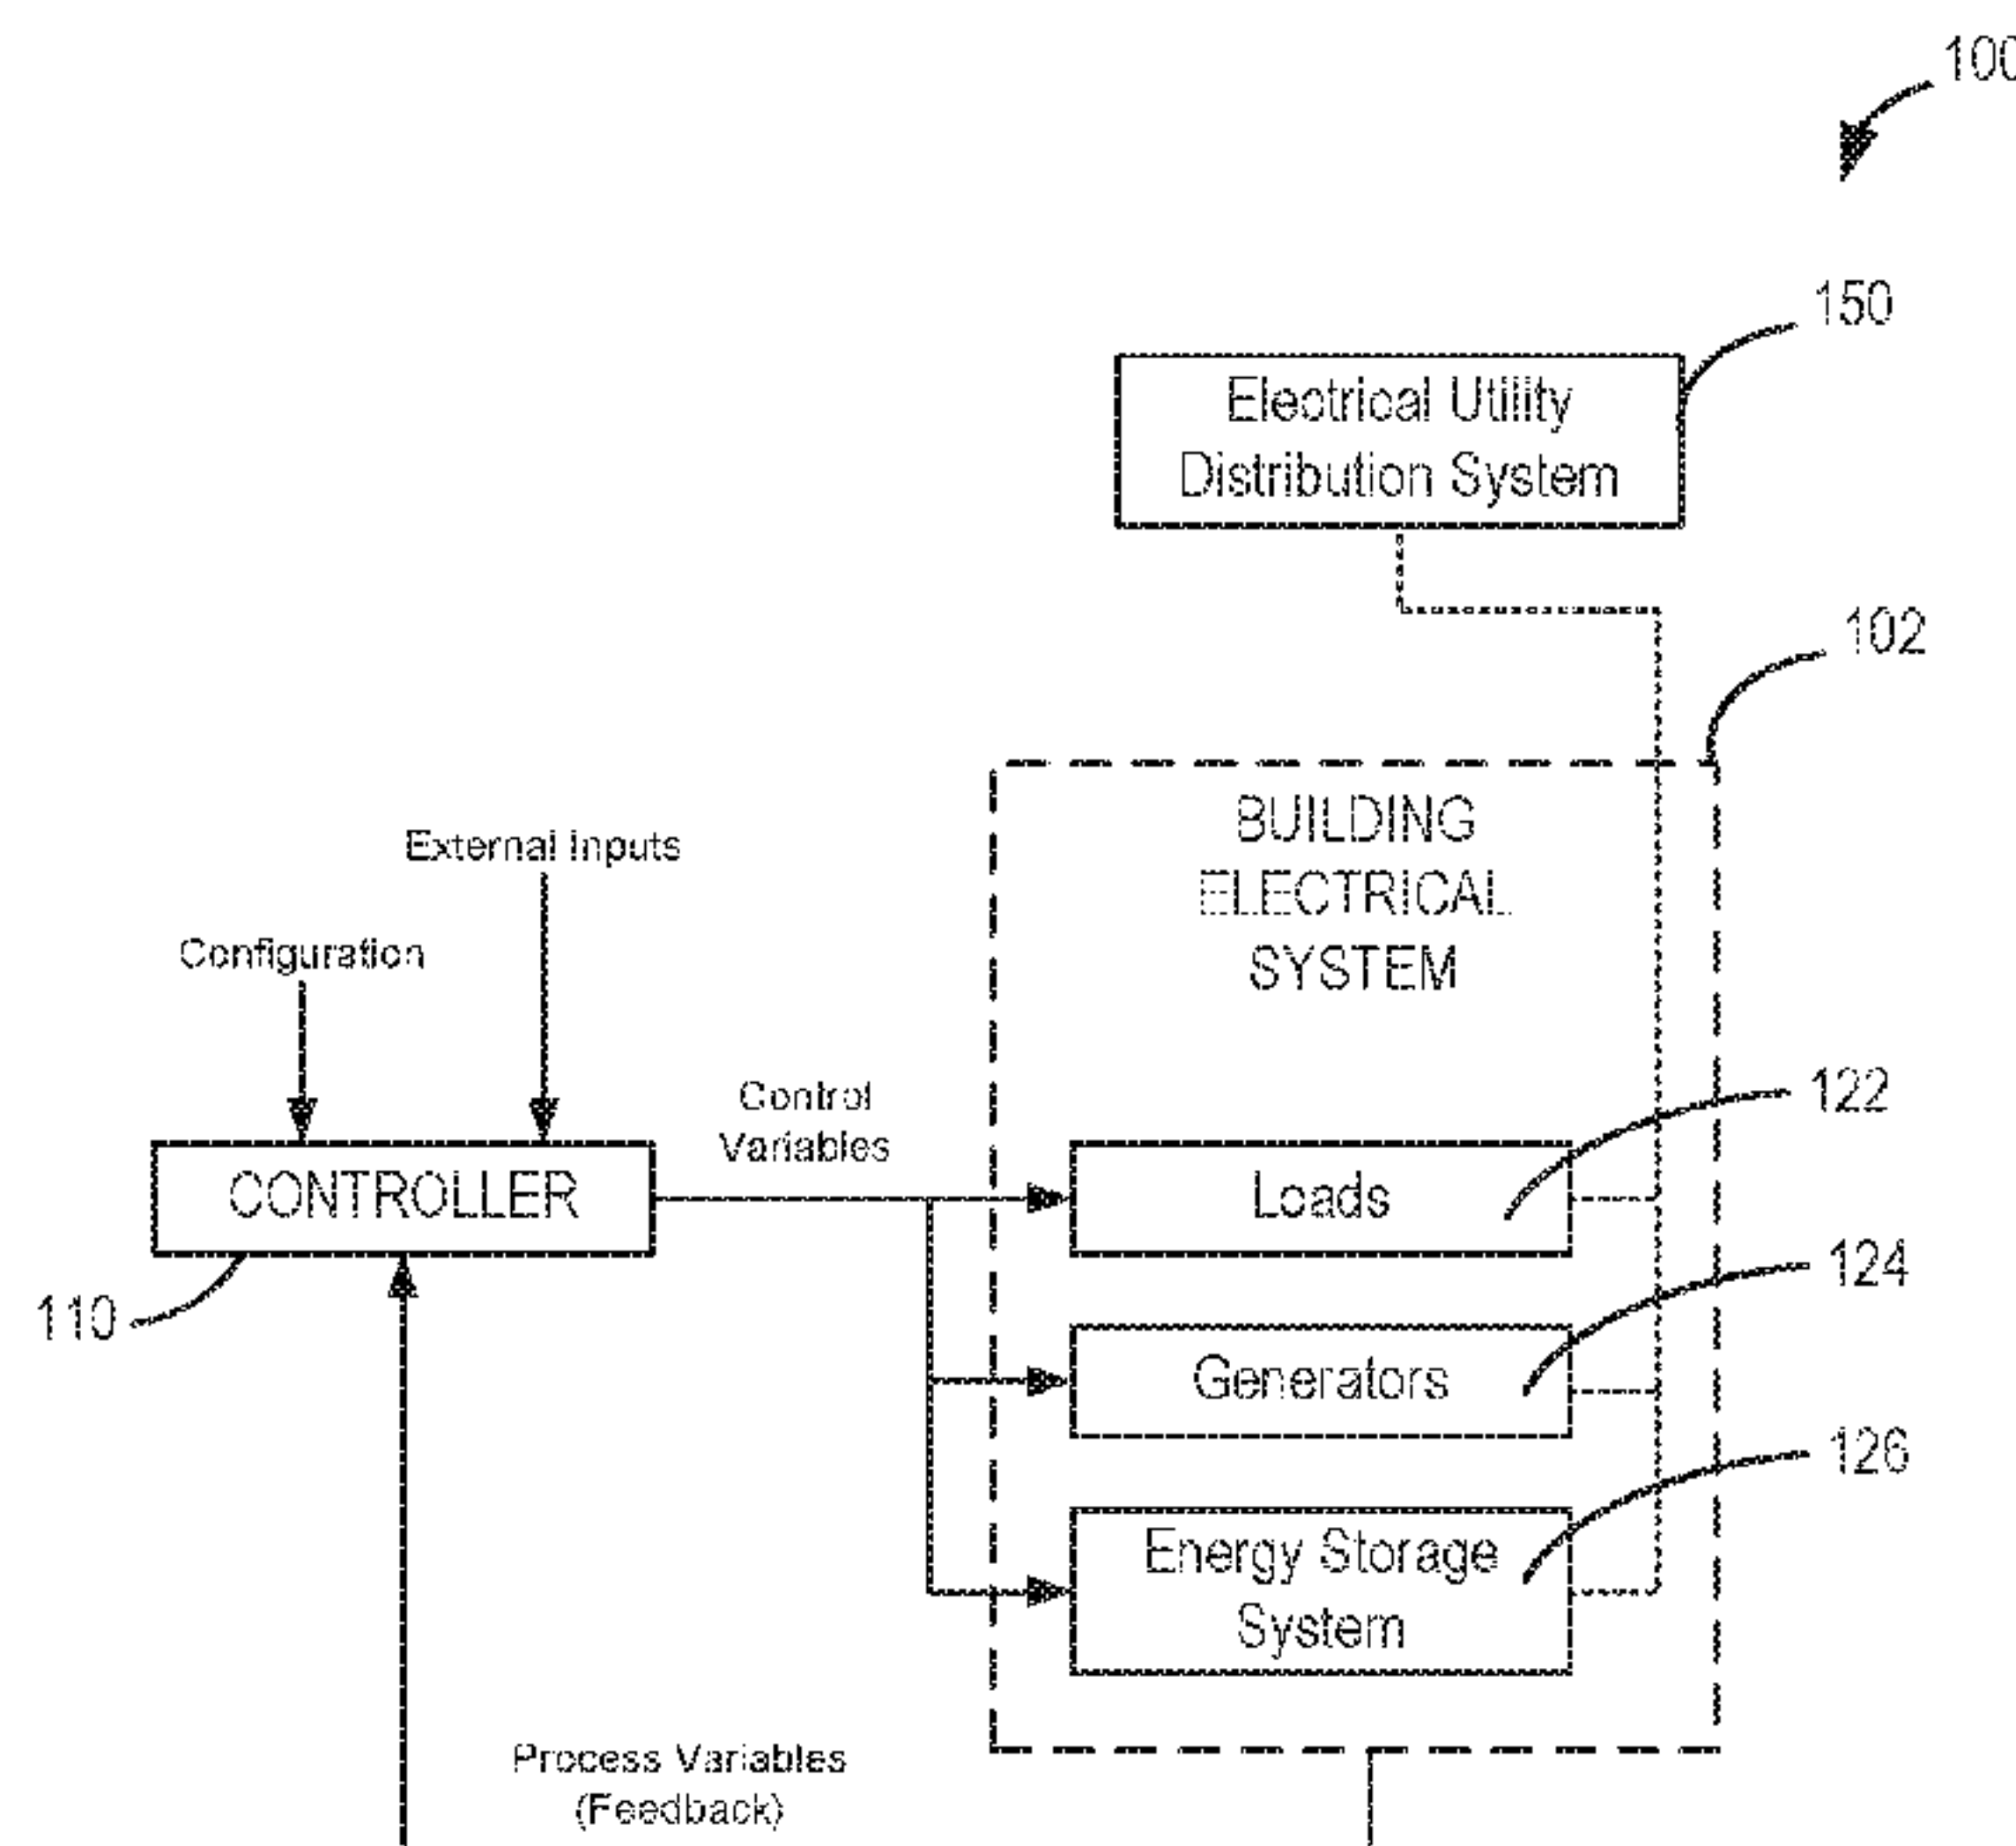 100
150
Electrical Utility
Distribution System
102
BUILDING
ELECTRICAL
SYSTEM
External Inputs
Configuration
Control
Variables
122
CONTROLLER
Loads
110
124
Generators
126
Energy Storage
System
Process Variables
(Feedback)